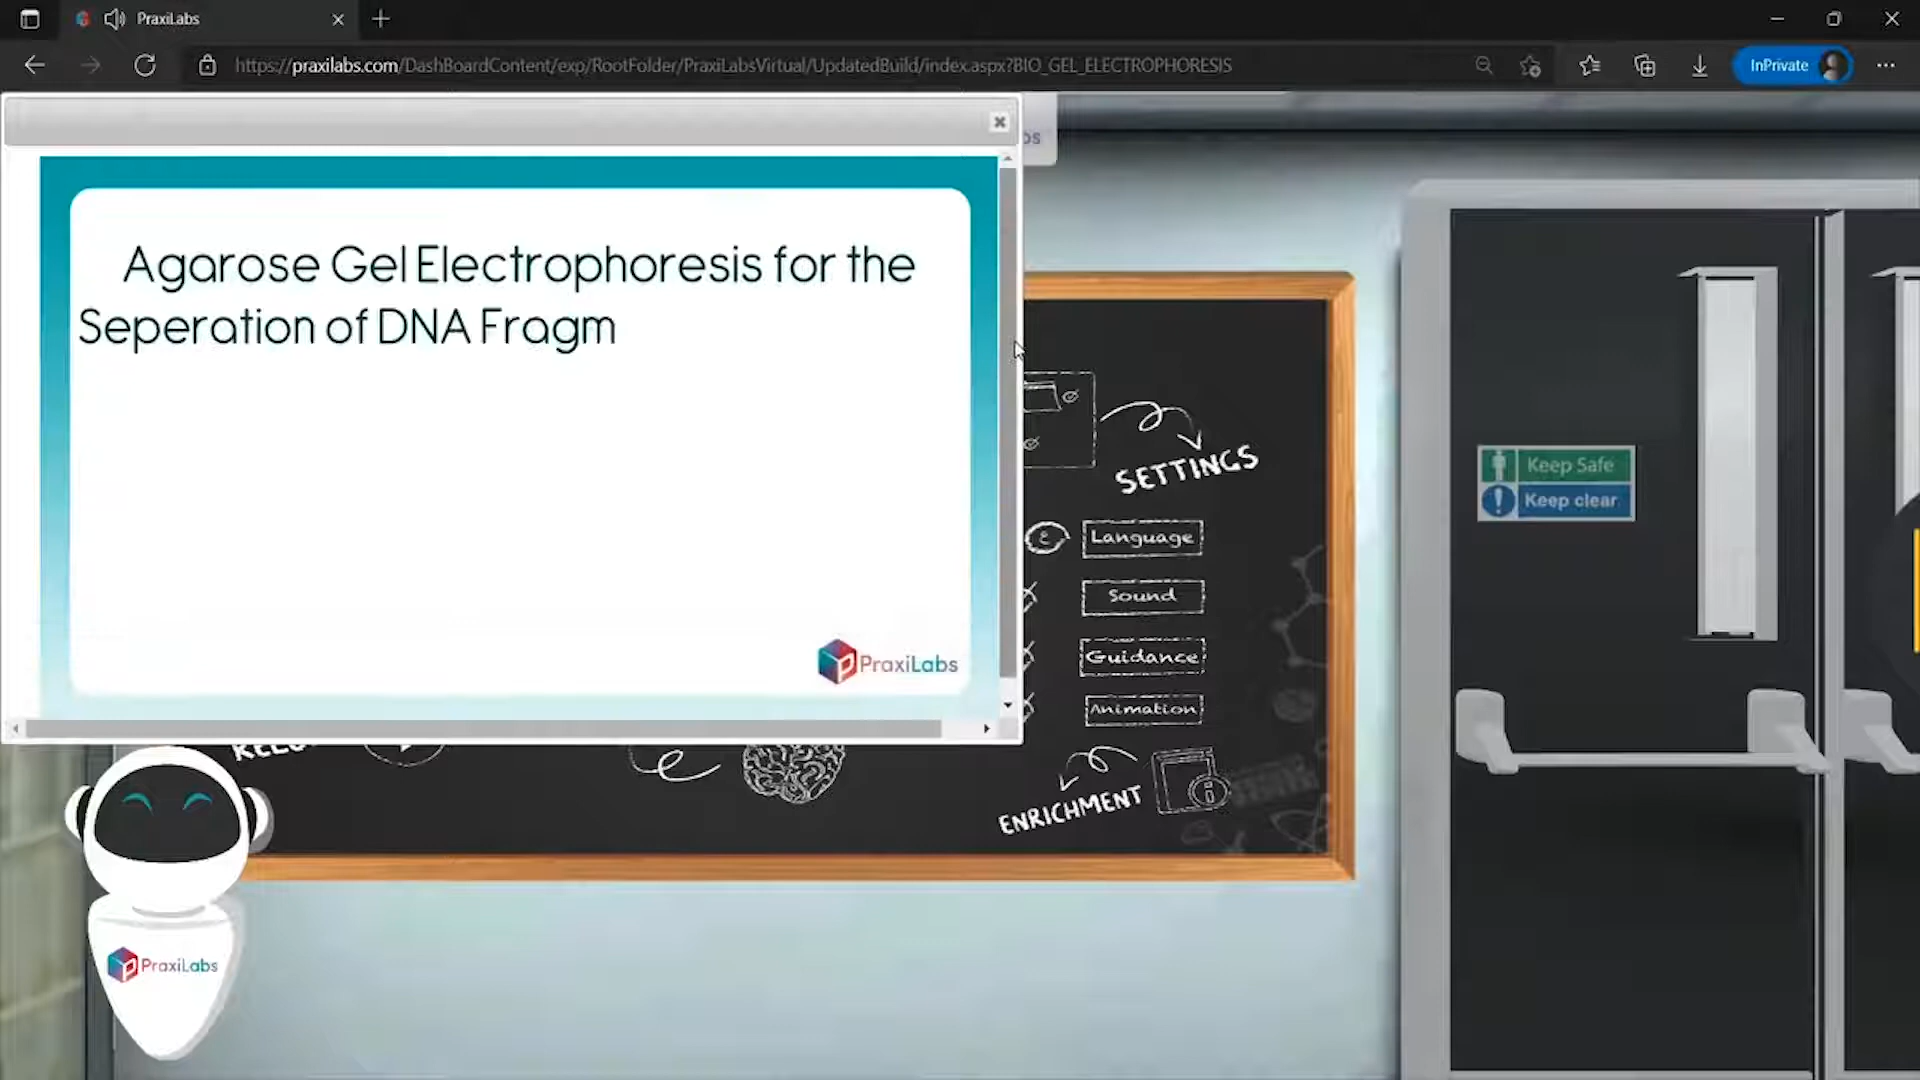 PraxiLabs
https://praxilabs.com/DashBoardContent/exp/RootFolder/PraxiLabsVirtual/UpdatedBuild/index.aspx?BIO_GEL_ELECTROPHORESIS
InPrivate
Agarose Gel Electrophoresis for the
Seperation of DNA Fragm
PraxiLabs
SETTINGS
Language
Sound
Guidance
Animation
ENRICHMENT
Keep Safe
Keep clear
PraxiLabs